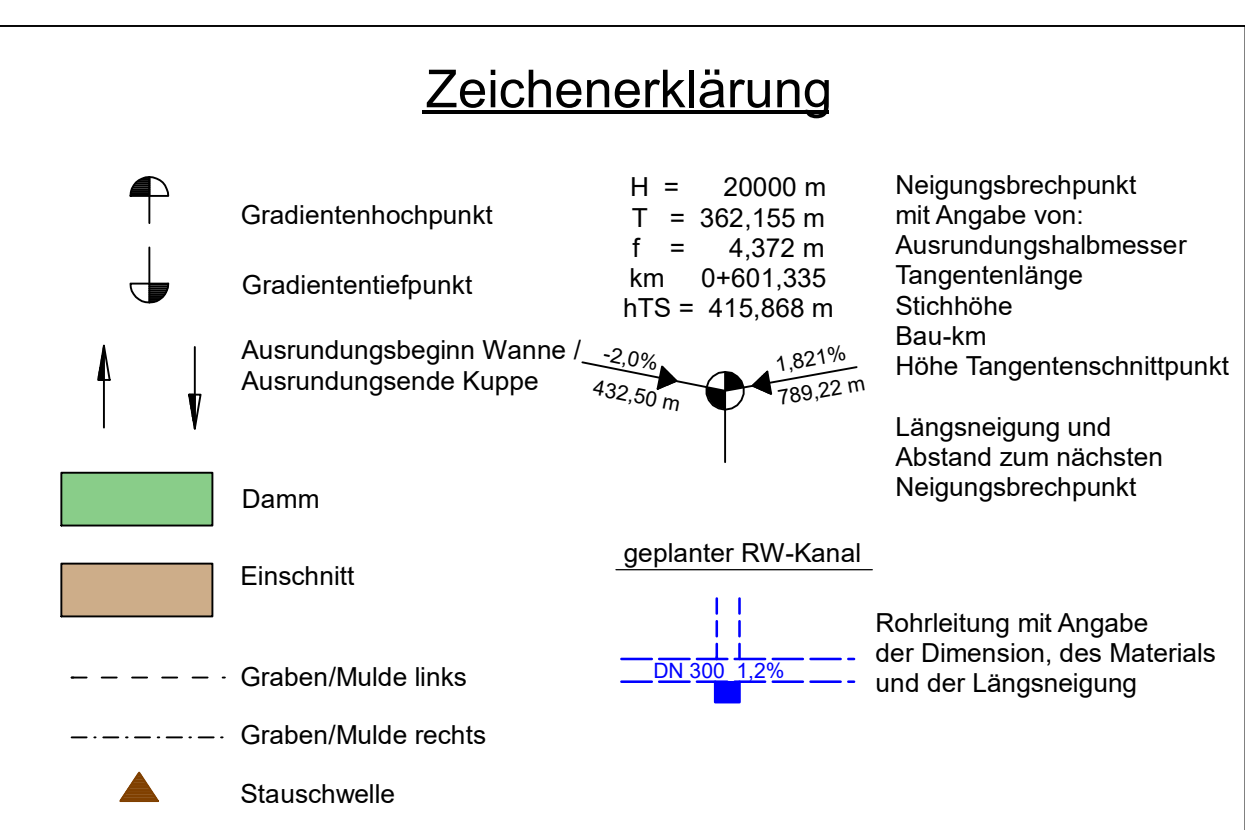 Zeichenerklärung
Gradientenhochpunkt
Gradiententiefpunkt
Ausrundungsbeginn Wanne /
Ausrundungsende Kuppe
Damm
Einschnitt
Graben/Mulde links
Graben/Mulde rechts
Stauschwelle
H = 20000 m
T = 362,155 m
f = 4,372 m
km 0+601,335
hTS = 415,868 m
-2,0%
432,50 m
1,821%
789,22 m
Neigungsbrechpunkt
mit Angabe von:
Ausrundungshalbmesser
Tangentenlänge
Stichhöhe
Bau-km
Höhe Tangentenschnittpunkt
Längsneigung und
Abstand zum nächsten
Neigungsbrechpunkt
geplanter RW-Kanal
DN 300 1,2%
Rohrleitung mit Angabe
der Dimension, des Materials
und der Längsneigung